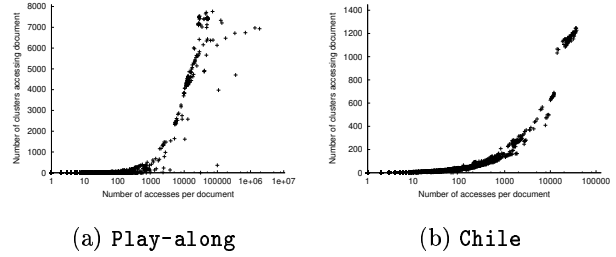 8000
7000
6000
5000
4000
3000
2000
1000
0
Number of clusters accessing document
1 10 100 1000 10000 100000 1e+06 1e+07
Number of accesses per document
(a) Play-along
1400
1200
1000
800
600
400
200
0
Number of clusters accessing document
1 10 100 1000 10000 100000
Number of accesses per document
(b) Chile